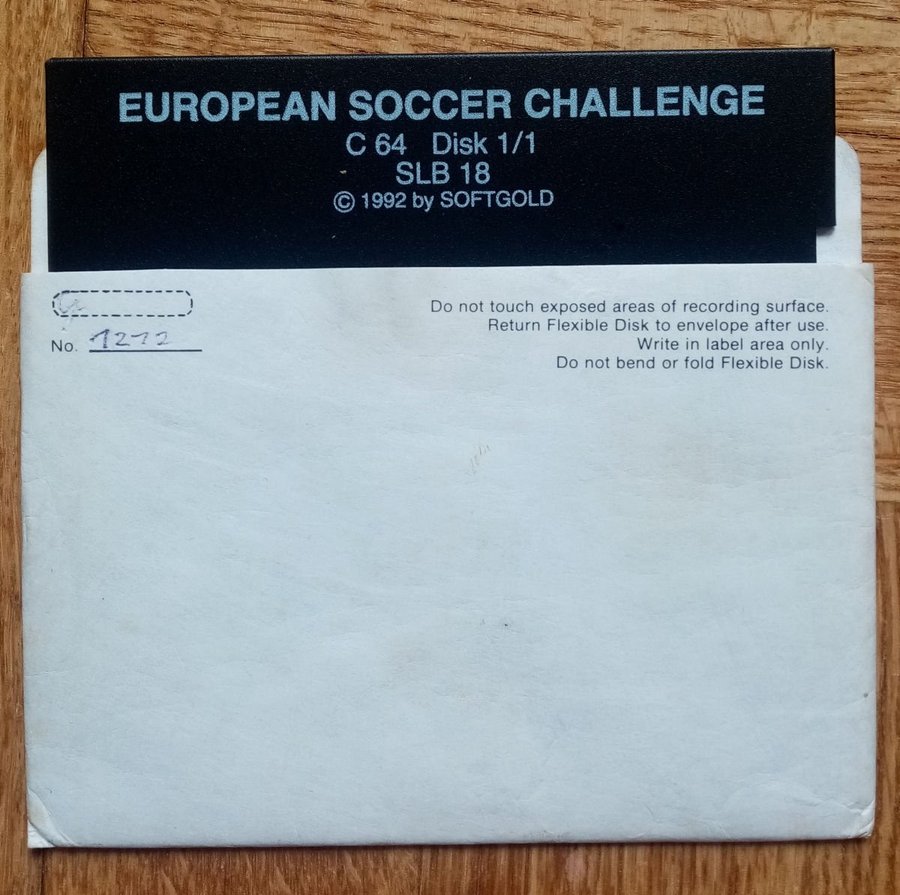 EUROPEAN SOCCER CHALLENGE
C 64 Disk 1/1
SLB 18
© 1992 by SOFTGOLD
Do not touch exposed areas of recording surface.
Return Flexible Disk to envelope after use.
Write in label area only.
Do not bend or fold Flexible Disk.
No. 1272